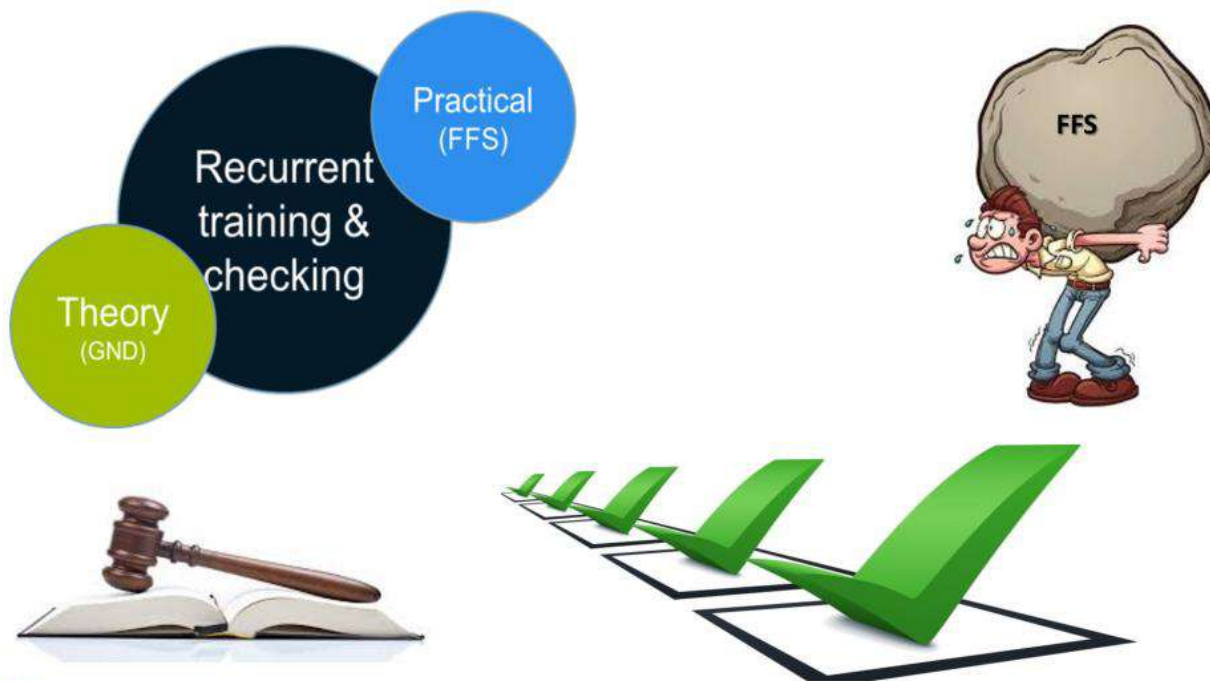 Practical
(FFS)
Recurrent
training &
checking
Theory
(GND)
FFS